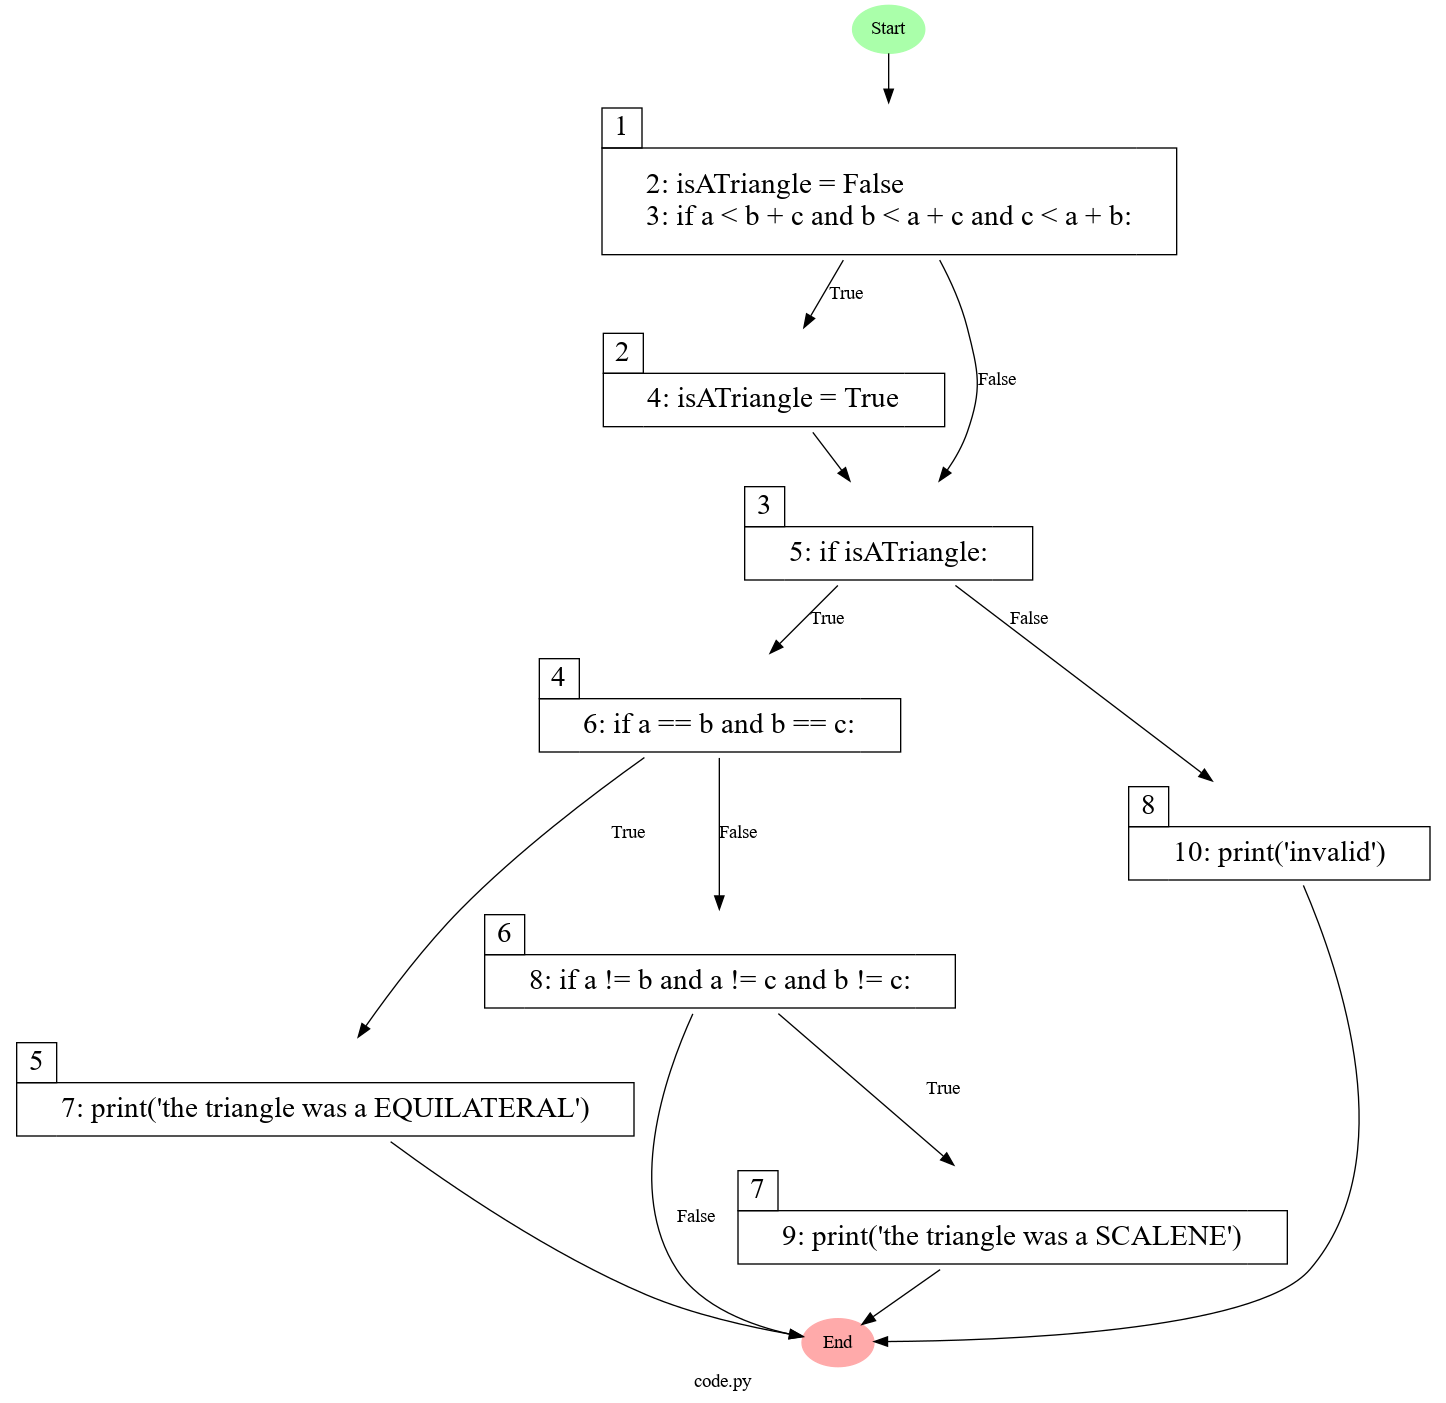 Start
1
2: isATriangle = False
3: if a < b + c and b < a + c and c < a + b:
True
2
False
4: isATriangle = True
3
5: if isATriangle:
True
False
4
6: if a == b and b == c:
8
True
False
10: print('invalid')
6
8: if a != b and a != c and b != c:
5
True
7: print('the triangle was a EQUILATERAL')
7
False
9: print('the triangle was a SCALENE')
End
code.py